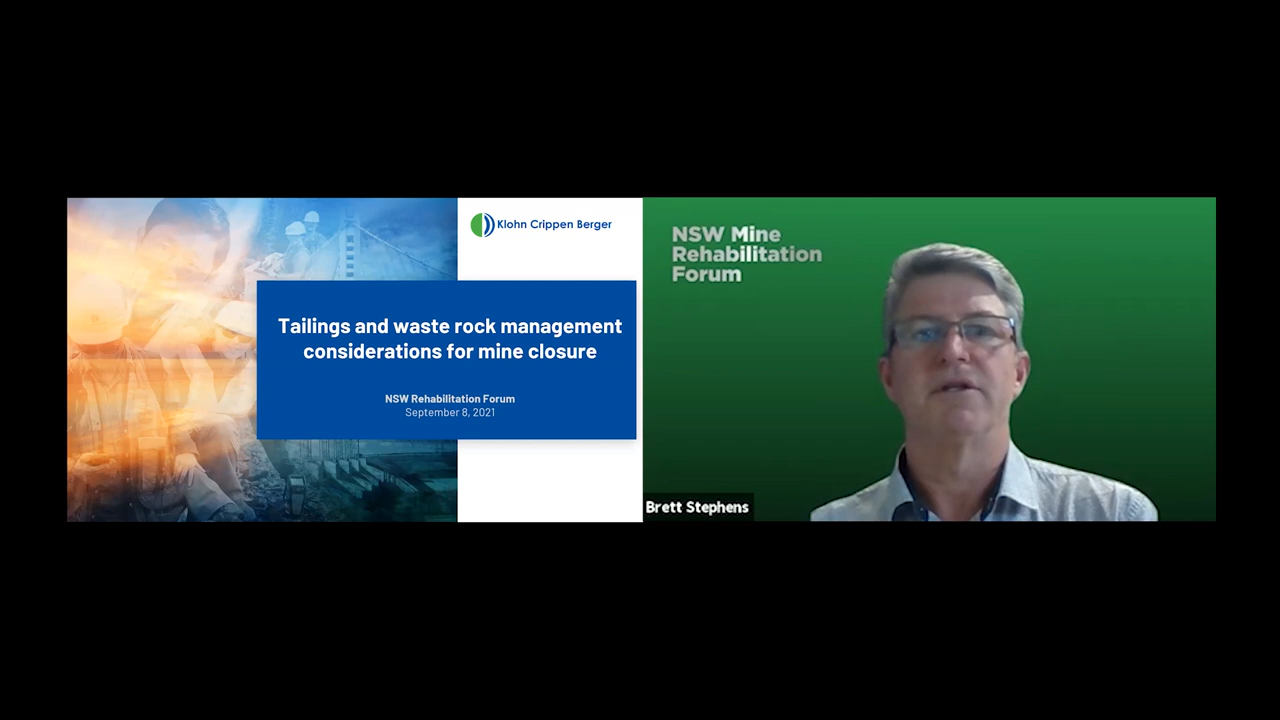 Klohn Crippen Berger
Tailings and waste rock management
considerations for mine closure
NSW Rehabilitation Forum
September 8, 2021
NSW Mine
Rehabilitation
Forum
Brett Stephens